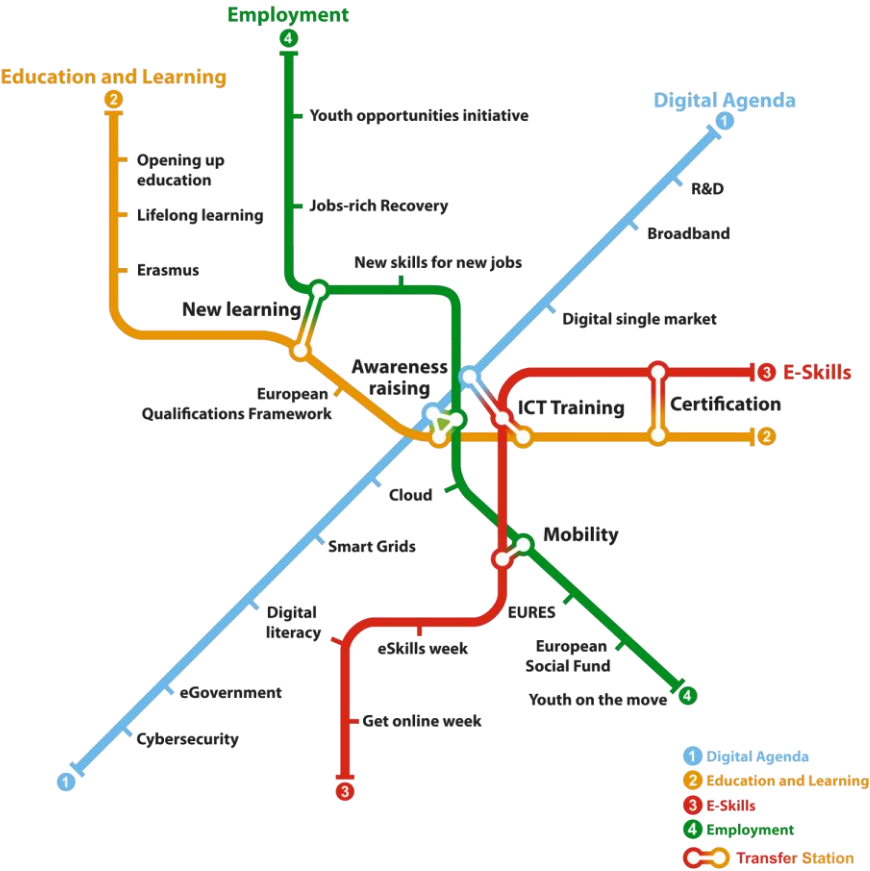 Employment
4
Education and Learning
2
Digital Agenda
1
Youth opportunities initiative
Opening up
education
R&D
Lifelong learning
Jobs-rich Recovery
Broadband
Erasmus
New skills for new jobs
New learning
Digital single market
Awareness
raising
3 E-Skills
European
Qualifications Framework
ICT Training
Certification
2
Cloud
Smart Grids
Mobility
Digital
literacy
EURES
eSkills week
European
Social Fund
eGovernment
Youth on the move
4
Get online week
Cybersecurity
1
3
1 Digital Agenda
2 Education and Learning
3 E-Skills
4 Employment
Transfer Station